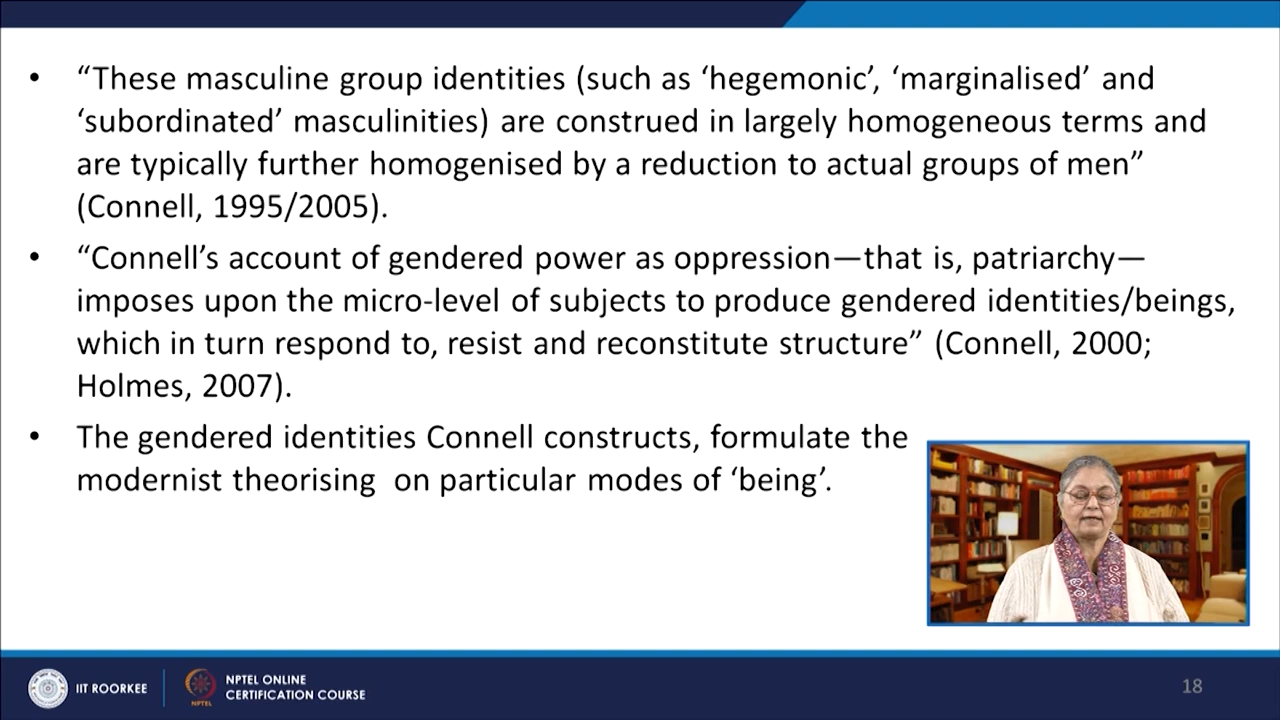 • “These masculine group identities (such as ‘hegemonic’, ‘marginalised’ and
‘subordinated’ masculinities) are construed in largely homogeneous terms and
are typically further homogenised by a reduction to actual groups of men”
(Connell, 1995/2005).
• “Connell’s account of gendered power as oppression—that is, patriarchy—
imposes upon the micro-level of subjects to produce gendered identities/beings,
which in turn respond to, resist and reconstitute structure” (Connell, 2000;
Holmes, 2007).
• The gendered identities Connell constructs, formulate the
modernist theorising on particular modes of ‘being’.
IIT ROORKEE
NPTEL
NPTEL ONLINE
CERTIFICATION COURSE
18